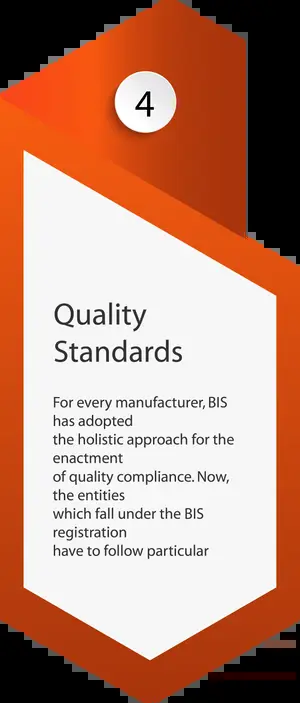 4
Quality
Standards
For every manufacturer, BIS
has adopted
the holistic approach for the
enactment
of quality compliance. Now,
the entities
which fall under the BIS
registration
have to follow particular